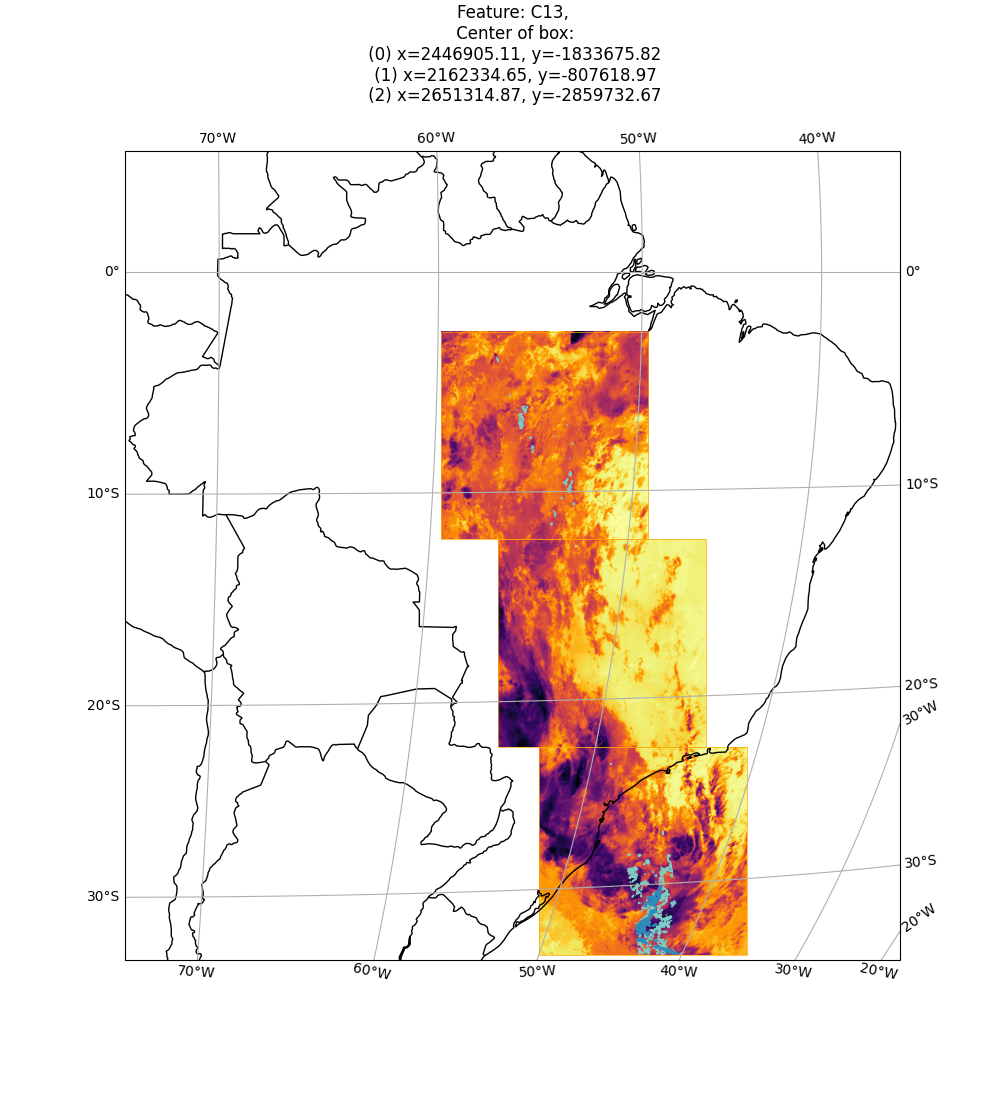 Feature: C13,
Center of box:
(0) x=2446905.11, y=-1833675.82
(1) x=2162334.65, y=-807618.97
(2) x=2651314.87, y=-2859732.67
70°W 60°W 50°W 40°W
0° 0°
10°S 10°S
20°S 20°S
30°W
30°S 30°S
20°W
70°W 60°W 50°W 40°W 30°W 20°W